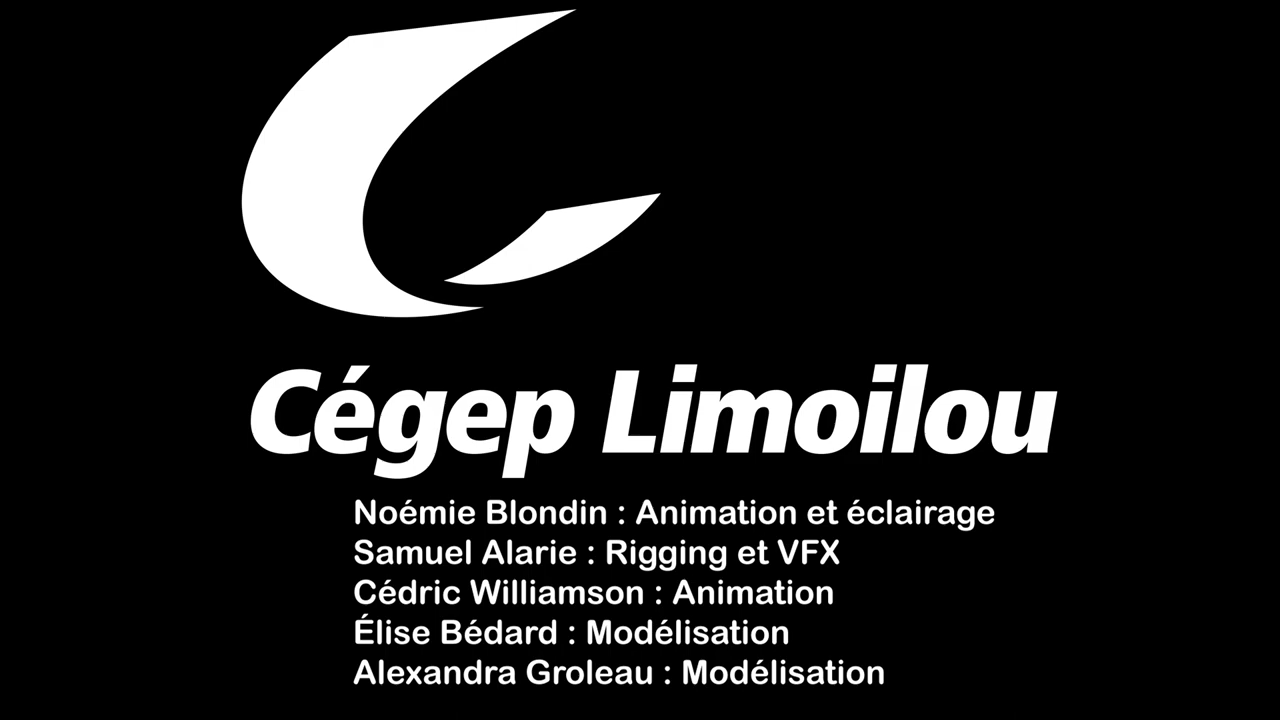 Cégep Limoilou
Noémie Blondin : Animation et éclairage
Samuel Alarie : Rigging et VFX
Cédric Williamson : Animation
Élise Bédard : Modélisation
Alexandra Groleau : Modélisation